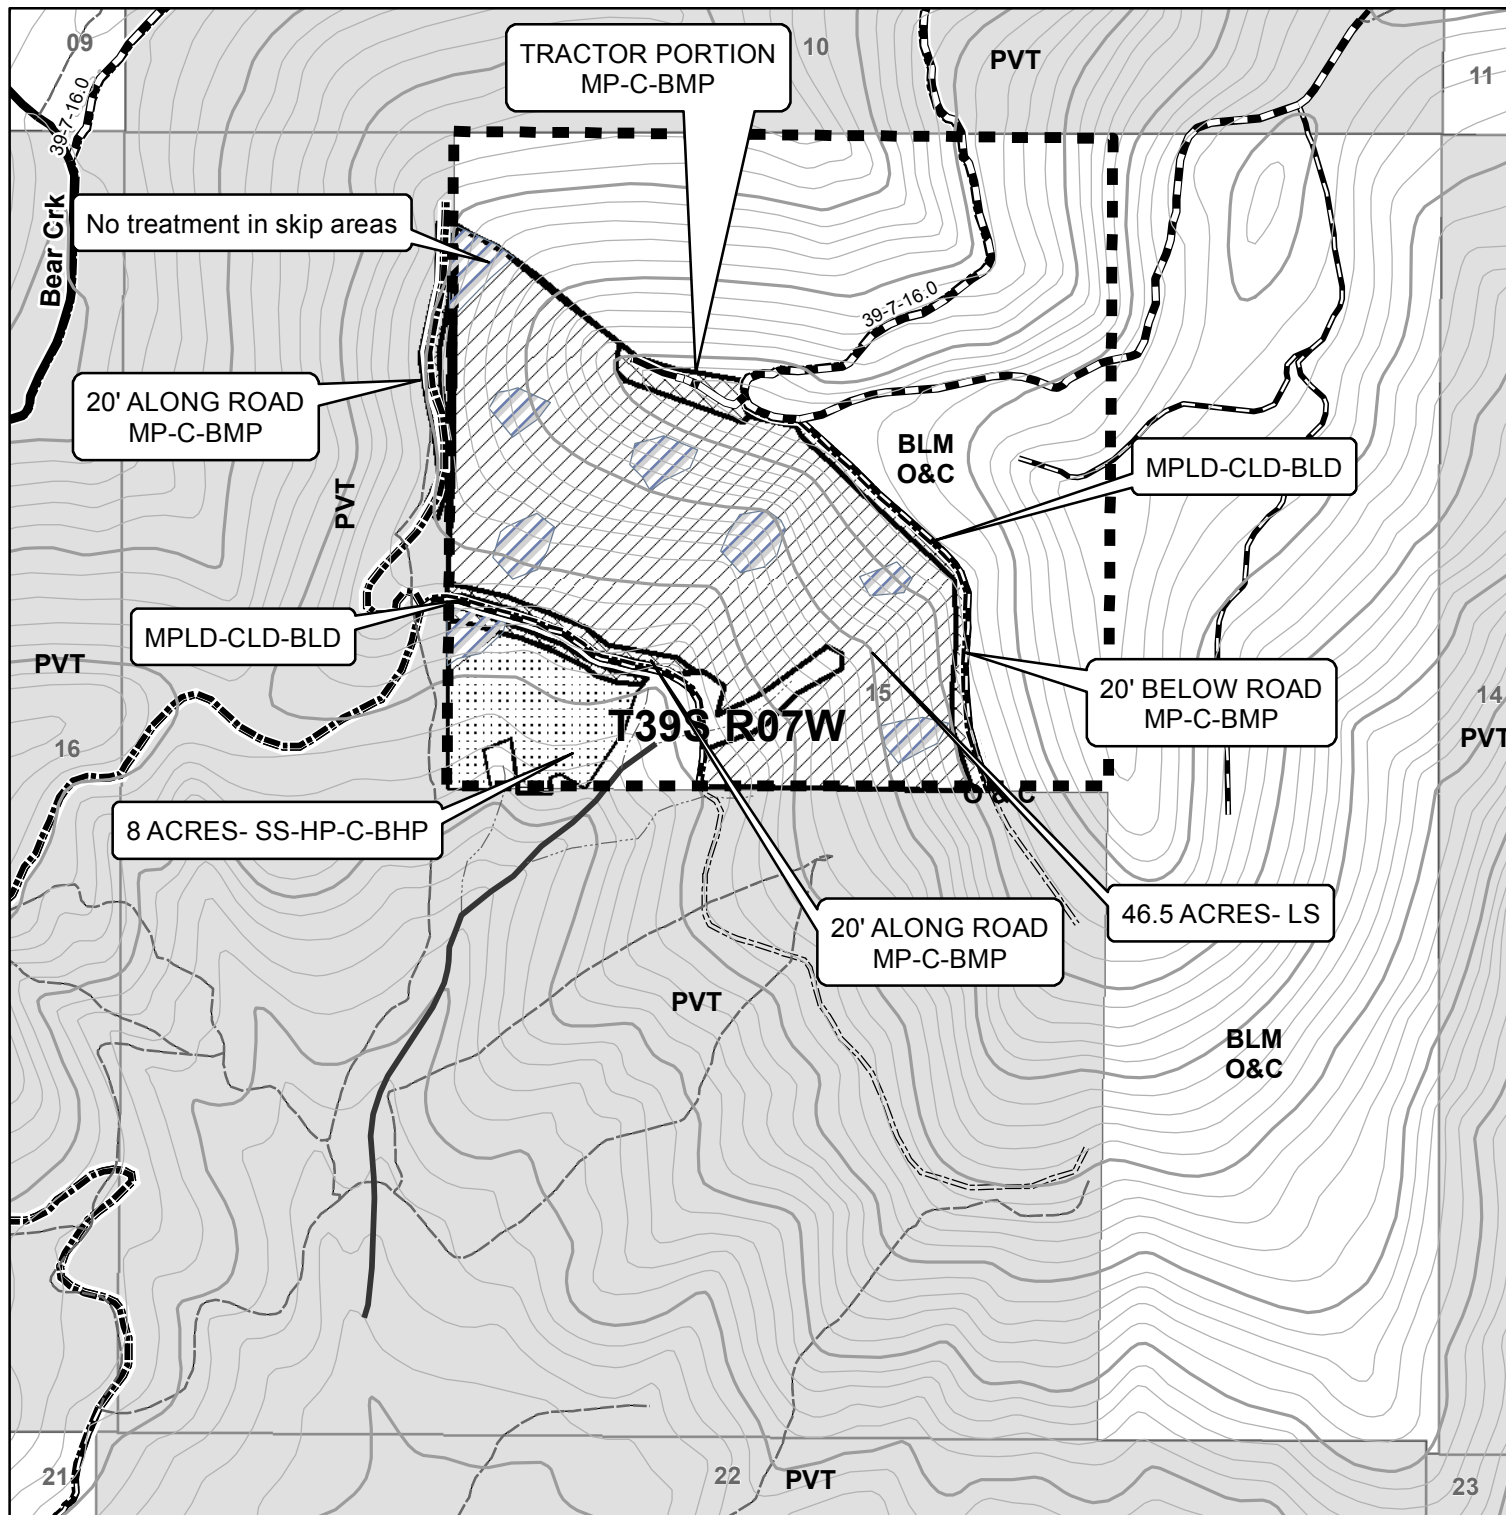 09
TRACTOR PORTION
MP-C-BMP
10
PVT
11
39-7-16.0
Bear Crk
No treatment in skip areas
39-7-16.0
20' ALONG ROAD
MP-C-BMP
BLM
O&C
MPLD-CLD-BLD
PVT
MPLD-CLD-BLD
PVT
20' BELOW ROAD
MP-C-BMP
15
14
16
T39S R07W
PVT
O & C
8 ACRES- SS-HP-C-BHP
46.5 ACRES- LS
20' ALONG ROAD
MP-C-BMP
PVT
BLM
O&C
21
22
PVT
23